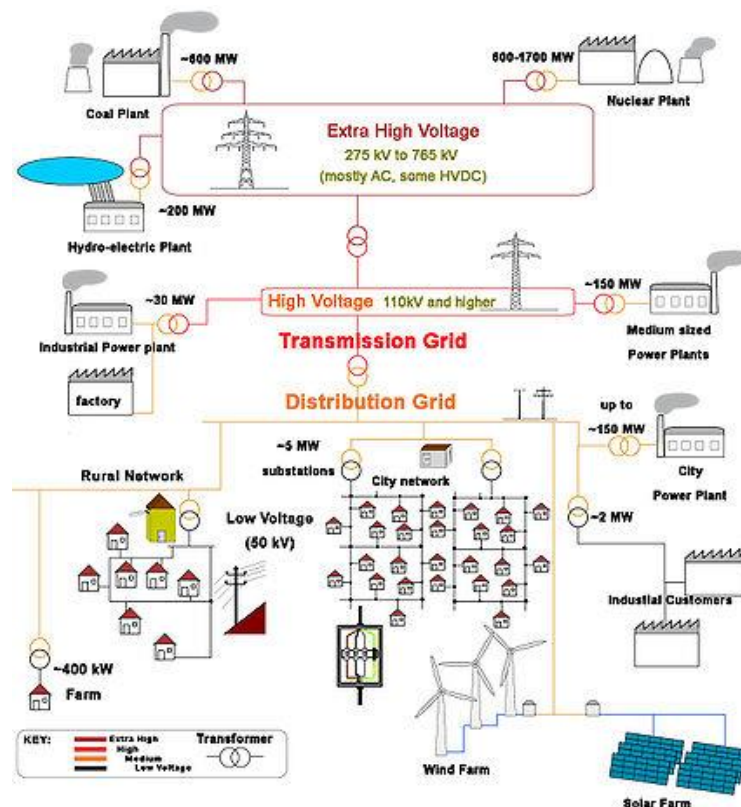 ~600 MW
600-1700 MW
Coal Plant
Nuclear Plant
Extra High Voltage
275 kV to 765 kV
(mostly AC, some HVDC)
~200 MW
Hydro-electric Plant
~30 MW
High Voltage 110kV and higher
~150 MW
Industrial Power plant
Medium sized
Power Plants
Transmission Grid
factory
Distribution Grid
up to
~150 MW
~5 MW
substations
Rural Network
City network
City
Power Plant
Low Voltage
(50 kV)
~2 MW
Industial Customers
~400 kW
Farm
KEY:
Extra High
High
Medium
Low Voltage
Transformer
Wind Farm
Solar Farm